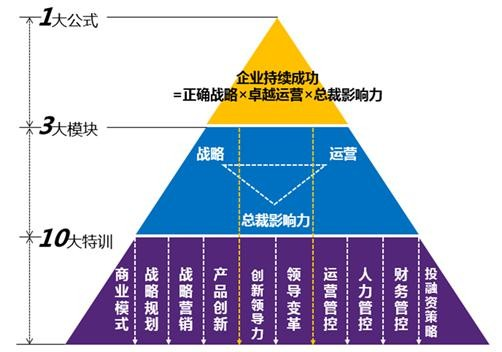 1大公式
企业持续成功
=正确战略×卓越运营×总裁影响力
3大模块
战略
运营
总裁影响力
10大特训
商业模式
战略规划
战略营销
产品创新
创新领导力
领导变革
运营管控
人力管控
财务管控
投融资策略